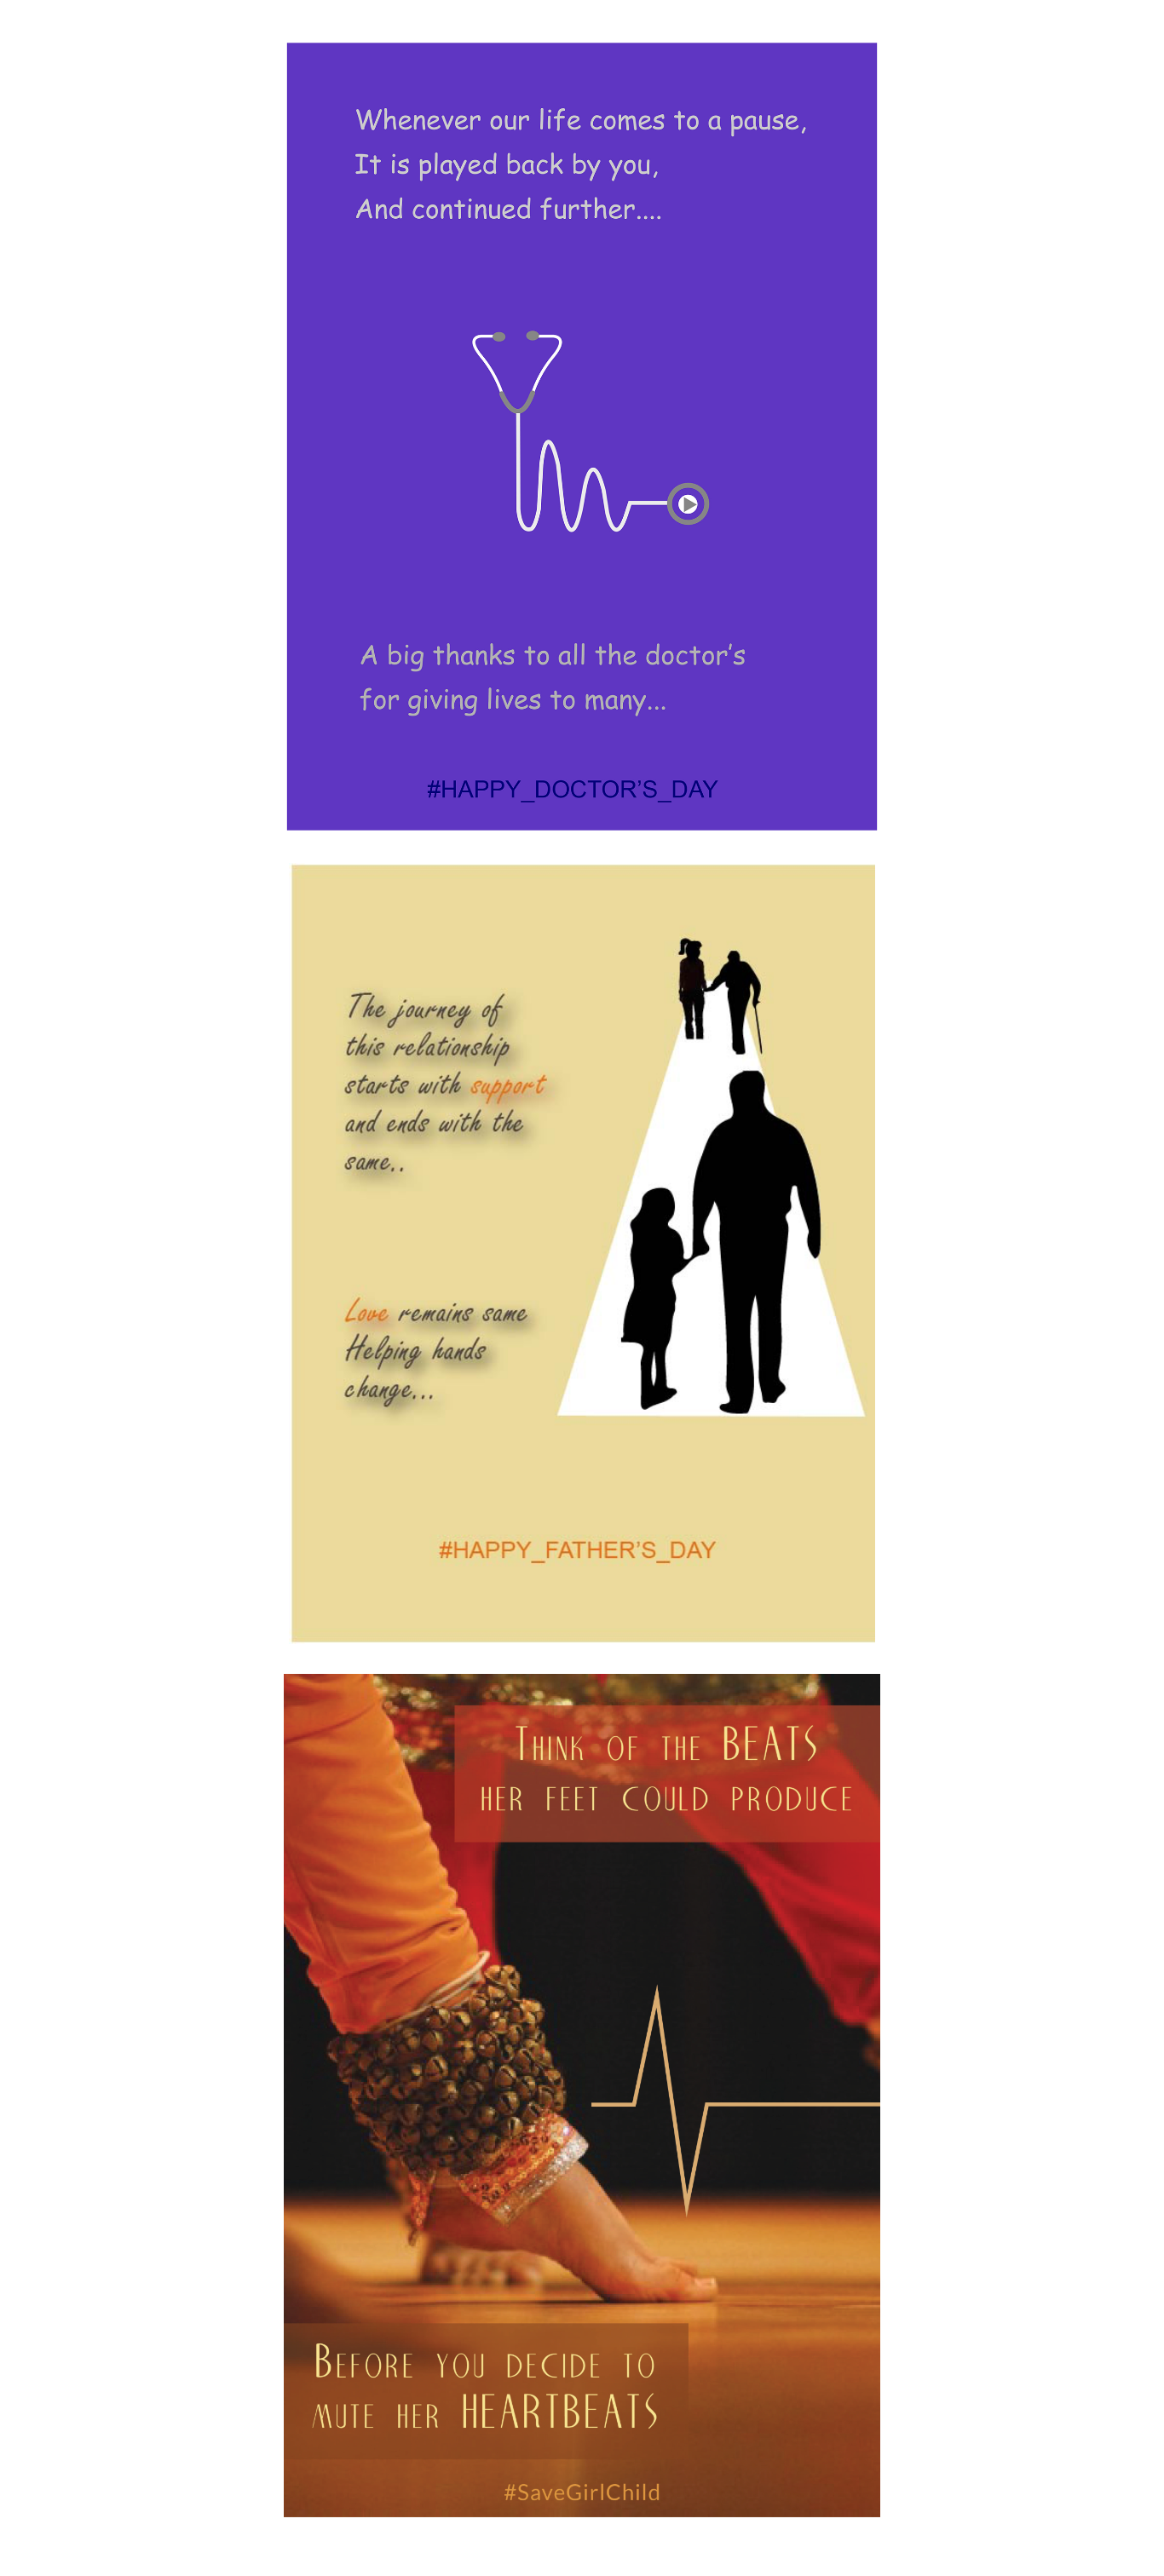 Whenever our life comes to a pause,
It is played back by you,
And continued further....
A big thanks to all the doctor's
for giving lives to many...
#HAPPY_DOCTOR'S_DAY
The journey of
this relationship
starts with support
and ends with the
same..
Love remains same
Helping hands
change...
#HAPPY_FATHER'S_DAY
THINK OF THE BEATS
HER FEET COULD PRODUCE
BEFORE YOU DECIDE TO
MUTE HER HEARTBEATS
#SaveGirlChild